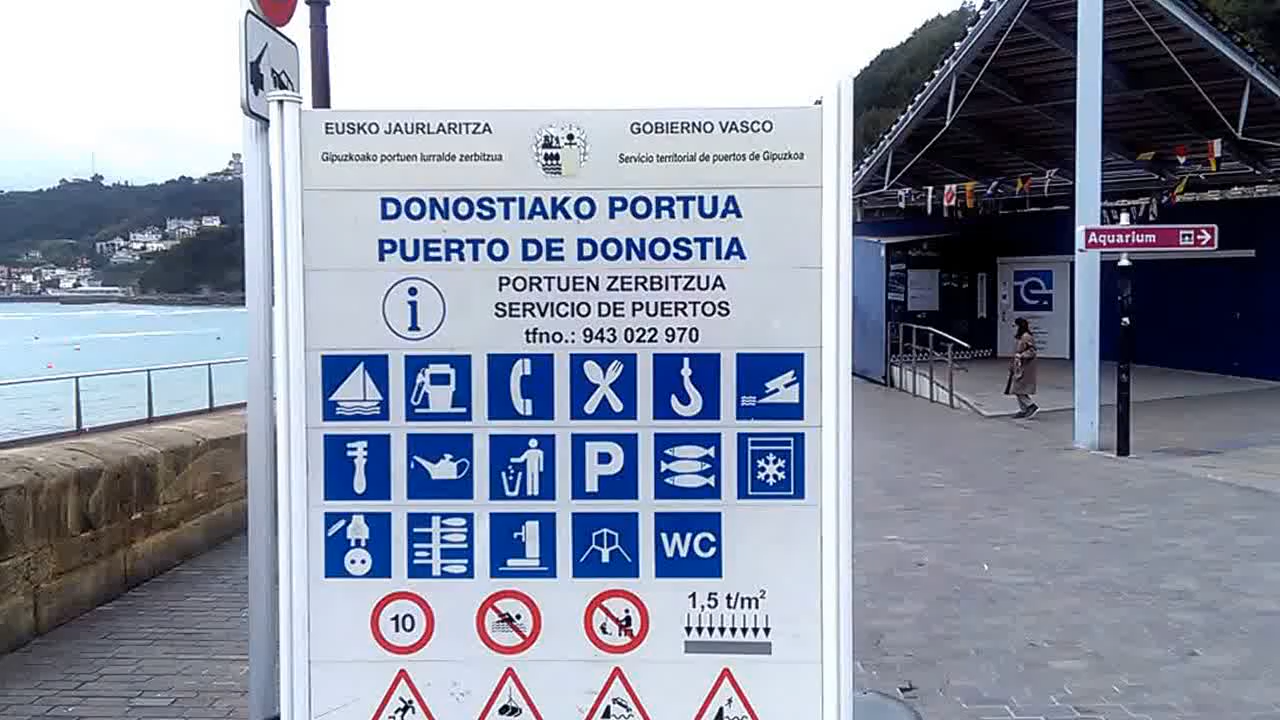 EUSKO JAURLARITZA
Gipuzkoako portuen lurralde zerbitzua
GOBIERNO VASCO
Servicio territorial de puertos de Gipuzkoa
DONOSTIAKO PORTUA
PUERTO DE DONOSTIA
i
PORTUEN ZERBITZUA
SERVICIO DE PUERTOS
tfno.: 943 022 970
P
WC
10
1,5 t/m²
Aquarium